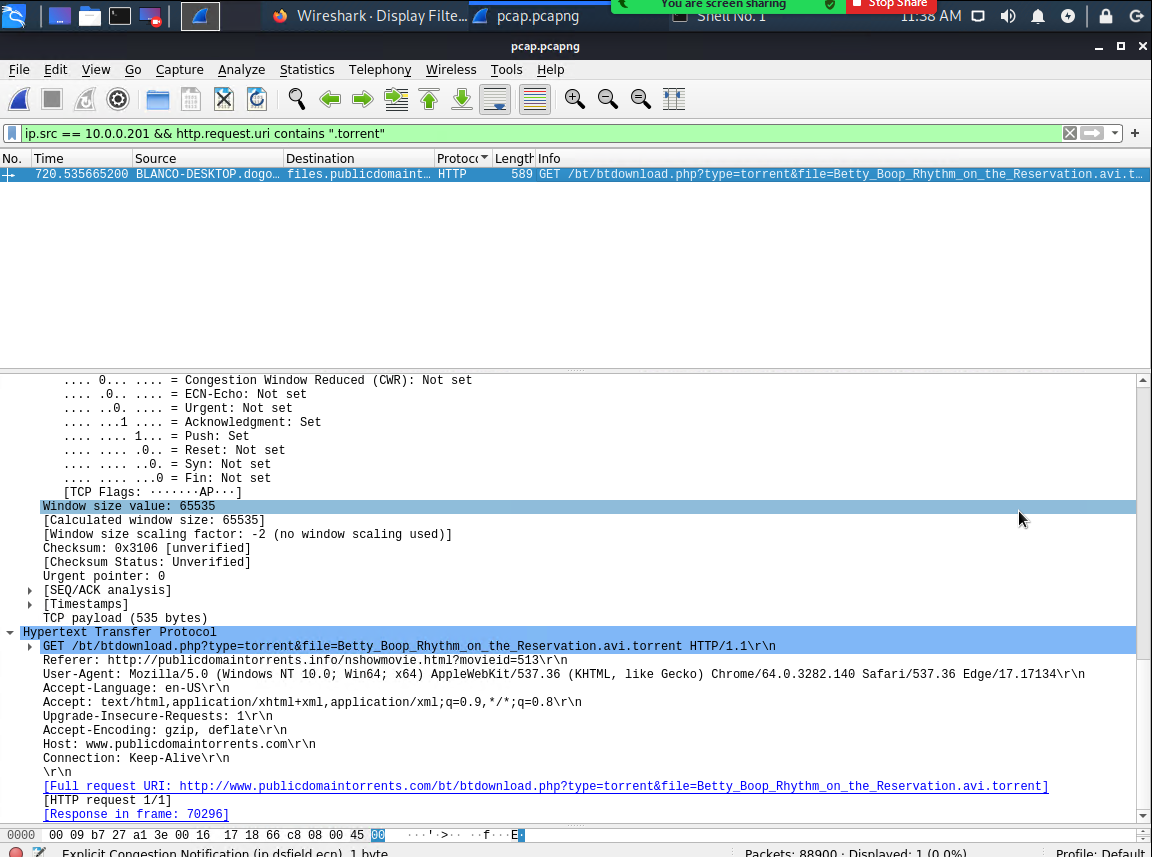 Wireshark · Display Filte...
pcap.pcapng
You are screen sharing
Stop Share
Shell No. 1
11:38 AM
pcap.pcapng
File Edit View Go Capture Analyze Statistics Telephony Wireless Tools Help
ip.src == 10.0.0.201 && http.request.uri contains ".torrent"
No. Time Source Destination Protoc Length Info
720.535665200 BLANCO-DESKTOP.dogo… files.publicdomaint… HTTP 589 GET /bt/btdownload.php?type=torrent&file=Betty_Boop_Rhythm_on_the_Reservation.avi.t…
.... 0... .... = Congestion Window Reduced (CWR): Not set
.... .0.. .... = ECN-Echo: Not set
.... ..0. .... = Urgent: Not set
.... ...1 .... = Acknowledgment: Set
.... .... 1... = Push: Set
.... .... .0.. = Reset: Not set
.... .... ..0. = Syn: Not set
.... .... ...0 = Fin: Not set
[TCP Flags: ·······AP···]
Window size value: 65535
[Calculated window size: 65535]
[Window size scaling factor: -2 (no window scaling used)]
Checksum: 0x3106 [unverified]
[Checksum Status: Unverified]
Urgent pointer: 0
[SEQ/ACK analysis]
[Timestamps]
TCP payload (535 bytes)
Hypertext Transfer Protocol
GET /bt/btdownload.php?type=torrent&file=Betty_Boop_Rhythm_on_the_Reservation.avi.torrent HTTP/1.1\r\n
Referer: http://publicdomaintorrents.info/nshowmovie.html?movieid=513\r\n
User-Agent: Mozilla/5.0 (Windows NT 10.0; Win64; x64) AppleWebKit/537.36 (KHTML, like Gecko) Chrome/64.0.3282.140 Safari/537.36 Edge/17.17134\r\n
Accept-Language: en-US\r\n
Accept: text/html,application/xhtml+xml,application/xml;q=0.9,*/*;q=0.8\r\n
Upgrade-Insecure-Requests: 1\r\n
Accept-Encoding: gzip, deflate\r\n
Host: www.publicdomaintorrents.com\r\n
Connection: Keep-Alive\r\n
\r\n
[Full request URI: http://www.publicdomaintorrents.com/bt/btdownload.php?type=torrent&file=Betty_Boop_Rhythm_on_the_Reservation.avi.torrent]
[HTTP request 1/1]
[Response in frame: 70296]
0000 00 09 b7 27 a1 3e 00 16 17 18 66 c8 08 00 45 00 ···'·>·· ··f···E·
Explicit Congestion Notification (ip.dsfield.ecn), 1 byte
Packets: 88900 · Displayed: 1 (0.0%)
Profile: Default